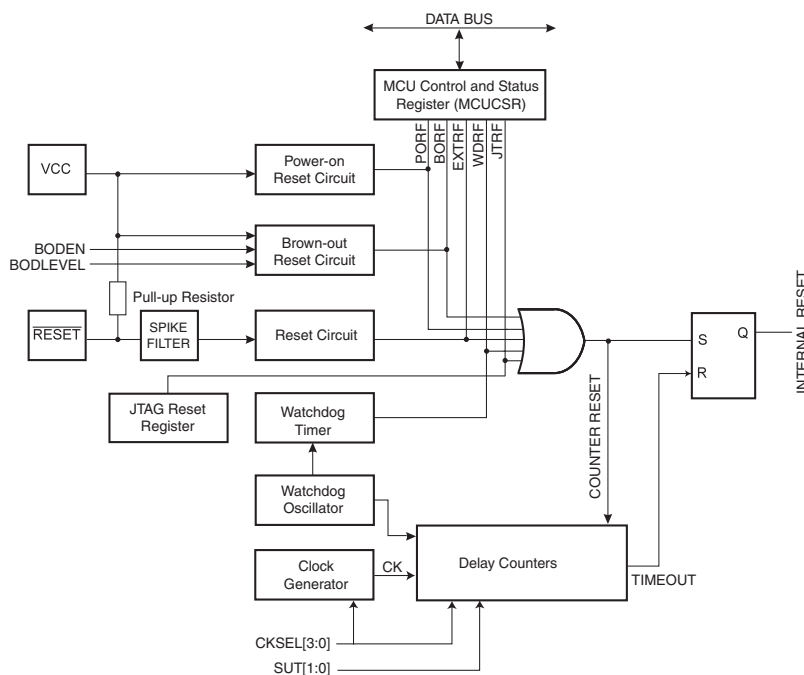 DATA BUS
MCU Control and Status
Register (MCUCSR)
PORF
BORF
EXTRF
WDRF
JTRF
VCC
Power-on
Reset Circuit
BODEN
BODLEVEL
Brown-out
Reset Circuit
Pull-up Resistor
RESET
SPIKE
FILTER
Reset Circuit
JTAG Reset
Register
Watchdog
Timer
Watchdog
Oscillator
Clock
Generator
CK
Delay Counters
CKSEL[3:0]
SUT[1:0]
COUNTER RESET
TIMEOUT
S
Q
R
INTERNAL RESET